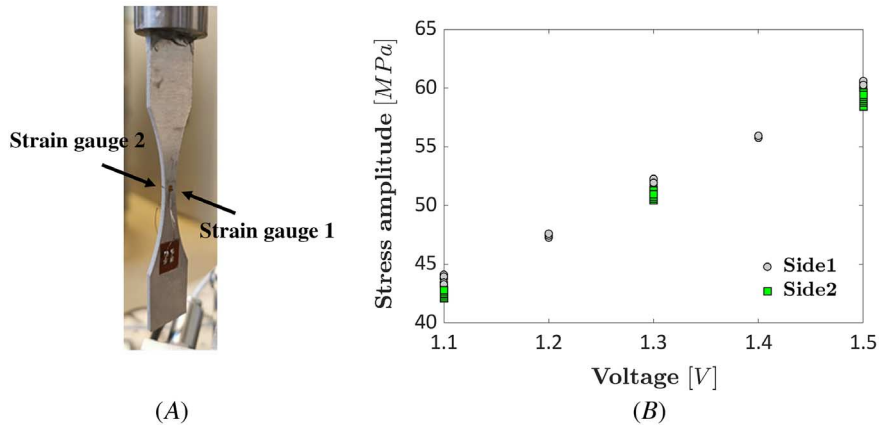 Strain gauge 2
Strain gauge 1
(A)
Stress amplitude [MPa]
65
60
55
50
45
40
1.1 1.2 1.3 1.4 1.5
Voltage [V]
Side1
Side2
(B)